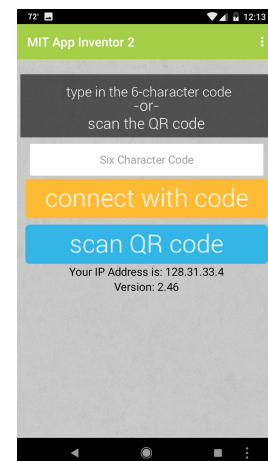 72° 12:13
MIT App Inventor 2
type in the 6-character code
-or-
scan the QR code
Six Character Code
connect with code
scan QR code
Your IP Address is: 128.31.33.4
Version: 2.46